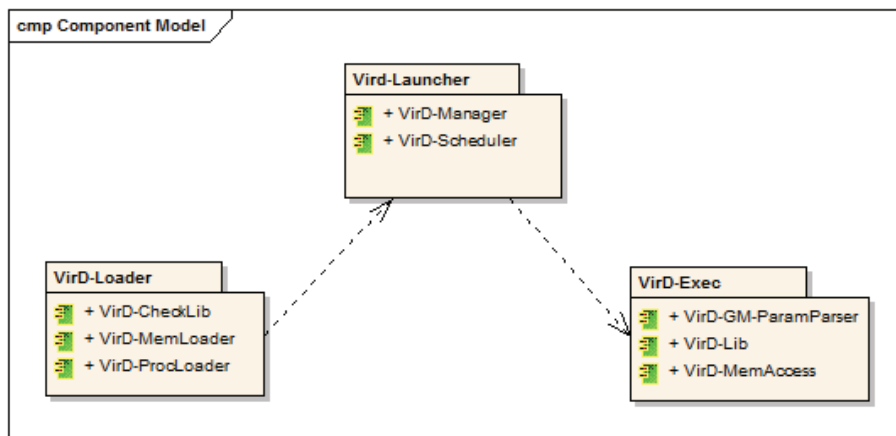 cmp Component Model
Vird-Launcher
+ VirD-Manager
+ VirD-Scheduler
VirD-Loader
+ VirD-CheckLib
+ VirD-MemLoader
+ VirD-ProcLoader
VirD-Exec
+ VirD-GM-ParamParser
+ VirD-Lib
+ VirD-MemAccess